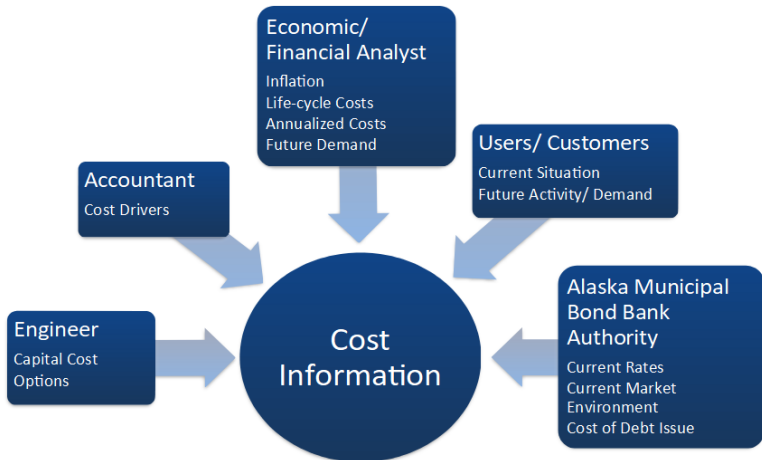 Economic/
Financial Analyst
Inflation
Life-cycle Costs
Annualized Costs
Future Demand
Users/ Customers
Current Situation
Future Activity/ Demand
Accountant
Cost Drivers
Alaska Municipal
Bond Bank
Authority
Current Rates
Current Market
Environment
Cost of Debt Issue
Engineer
Capital Cost
Options
Cost
Information